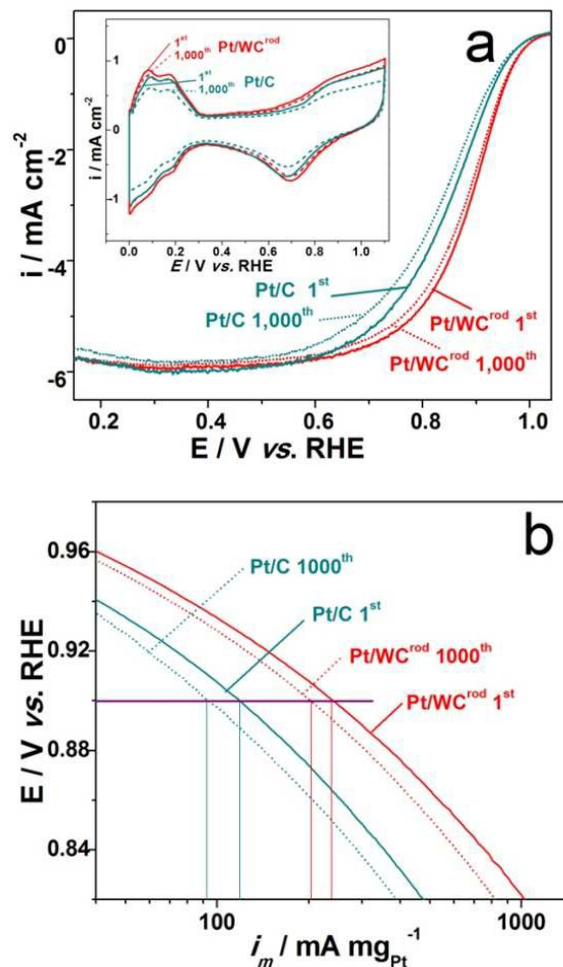 a
1st
1,000th
Pt/WCrod
1st
1,000th
Pt/C
1
0
-1
i / mA cm-2
0.0
0.2
0.4
0.6
0.8
1.0
E / V vs. RHE
0
-2
-4
-6
i / mA cm-2
Pt/C 1st
Pt/C 1,000th
Pt/WCrod 1st
Pt/WCrod 1,000th
0.2
0.4
0.6
0.8
1.0
E / V vs. RHE
b
0.96
0.92
0.88
0.84
E / V vs. RHE
Pt/C 1000th
Pt/C 1st
Pt/WCrod 1000th
Pt/WCrod 1st
100
1000
im / mA mgPt-1